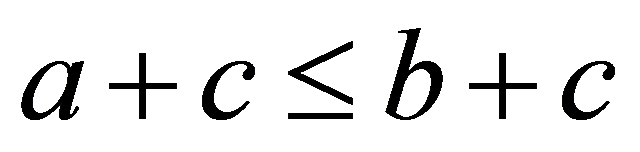 a + c ≤ b + c